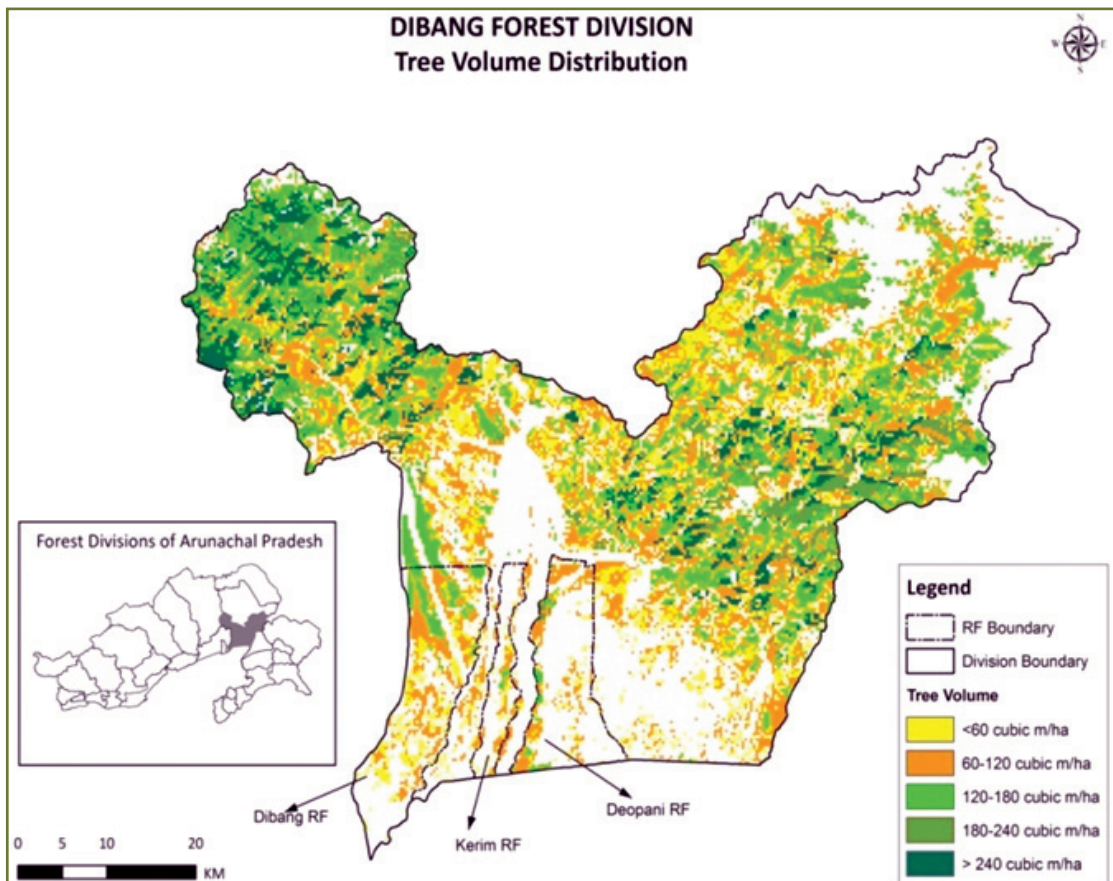 DIBANG FOREST DIVISION
Tree Volume Distribution
N
W
E
S
Forest Divisions of Arunachal Pradesh
Dibang RF
Kerim RF
Deopani RF
0 5 10 20
KM
Legend
RF Boundary
Division Boundary
Tree Volume
<60 cubic m/ha
60-120 cubic m/ha
120-180 cubic m/ha
180-240 cubic m/ha
> 240 cubic m/ha